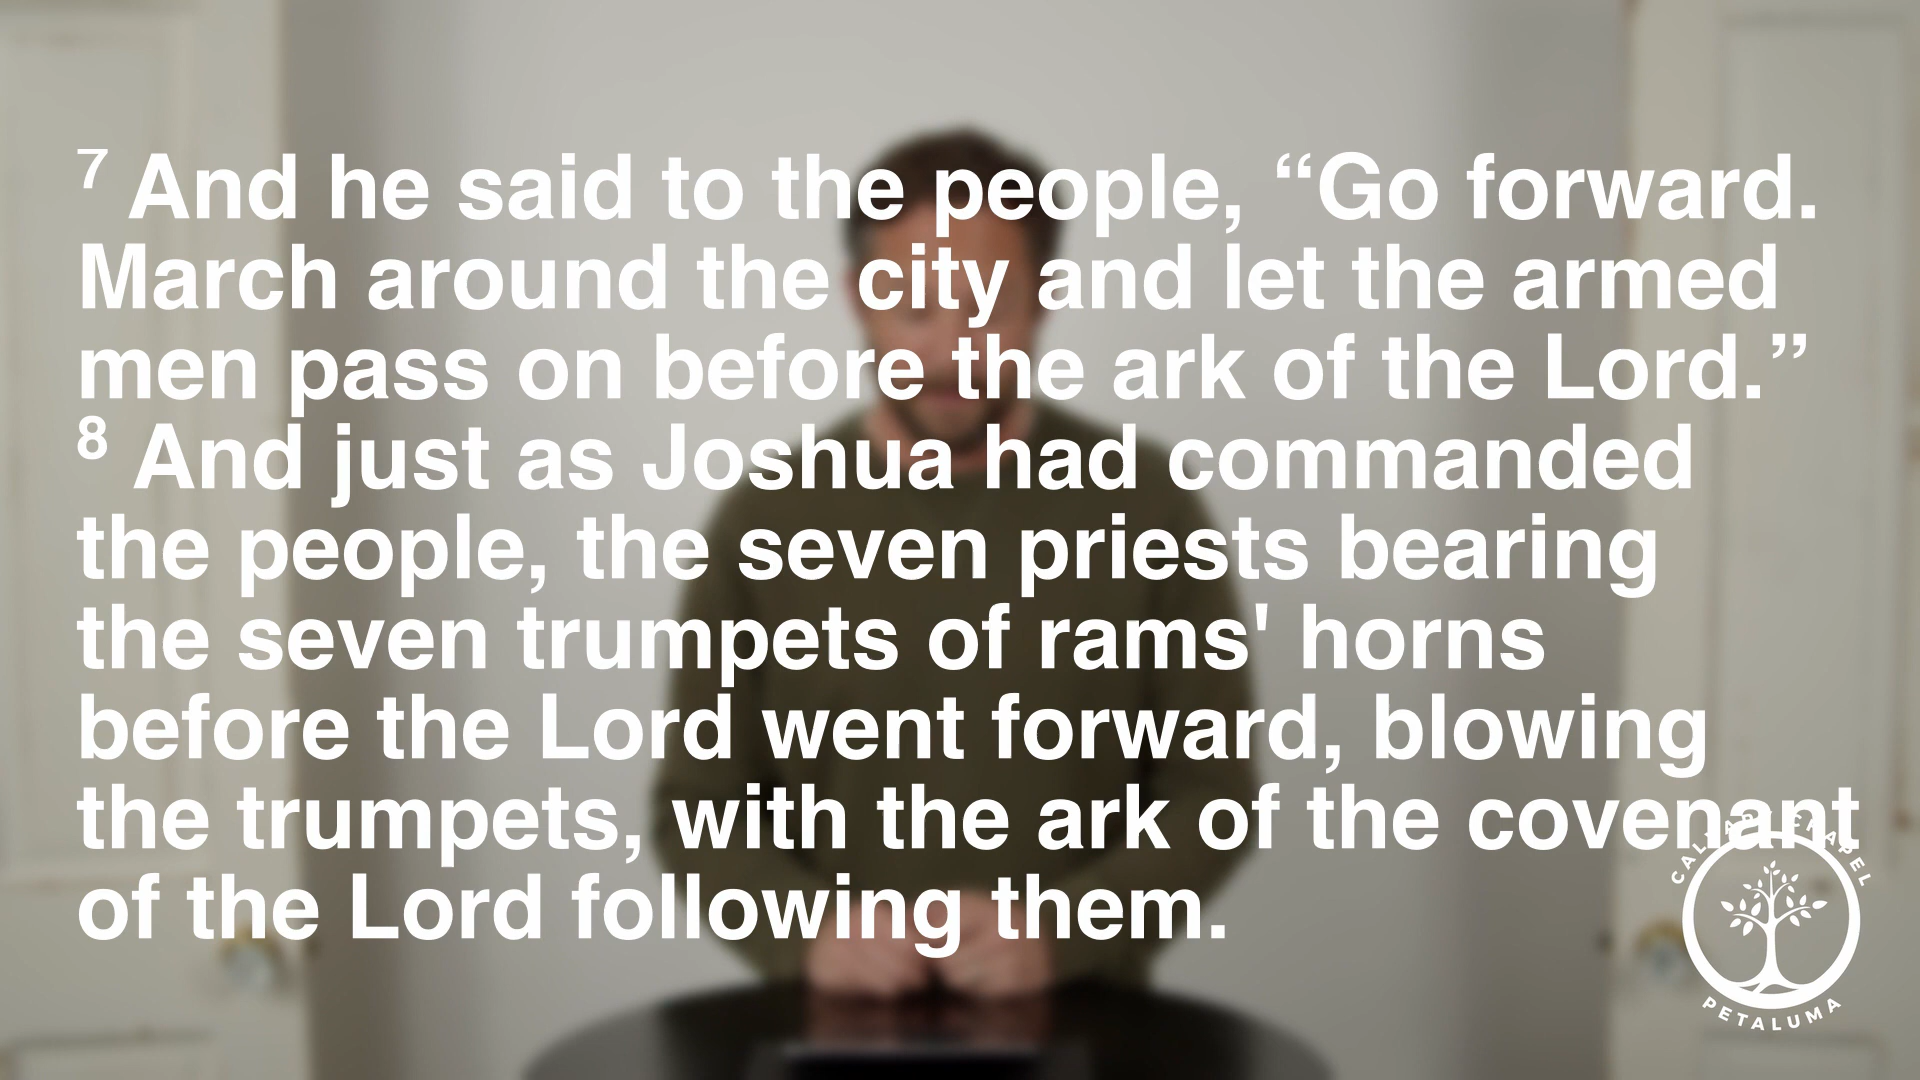 7 And he said to the people, “Go forward.
March around the city and let the armed
men pass on before the ark of the Lord.”
8 And just as Joshua had commanded
the people, the seven priests bearing
the seven trumpets of rams' horns
before the Lord went forward, blowing
the trumpets, with the ark of the covenant
of the Lord following them.
CALVARY CHAPEL
PETALUMA